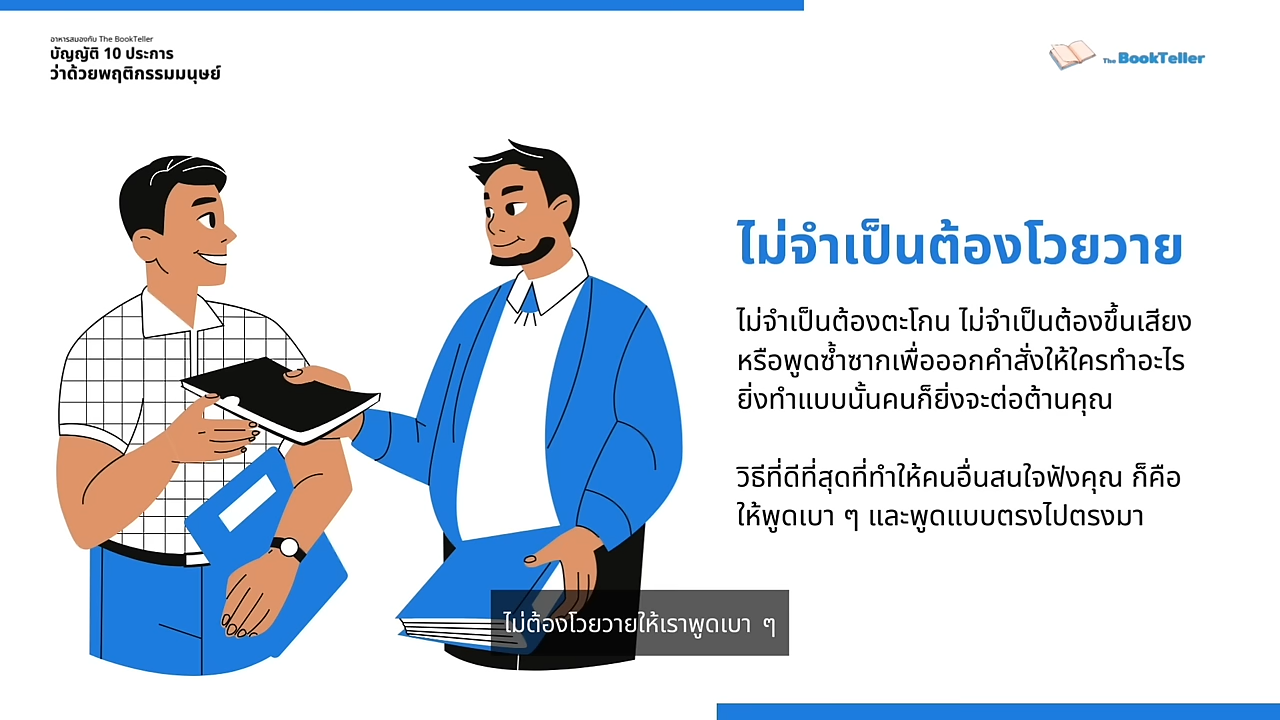 อาหารสมองกับ The BookTeller
บัญญัติ 10 ประการ
ว่าด้วยพฤติกรรมมนุษย์
The BookTeller
ไม่จำเป็นต้องโวยวาย
ไม่จำเป็นต้องตะโกน ไม่จำเป็นต้องขึ้นเสียง
หรือพูดซ้ำซากเพื่อออกคำสั่งให้ใครทำอะไร
ยิ่งทำแบบนั้นคนก็ยิ่งจะต่อต้านคุณ
วิธีที่ดีที่สุดที่ทำให้คนอื่นสนใจฟังคุณ ก็คือ
ให้พูดเบา ๆ และพูดแบบตรงไปตรงมา
ไม่ต้องโวยวายให้เราพูดเบา ๆ